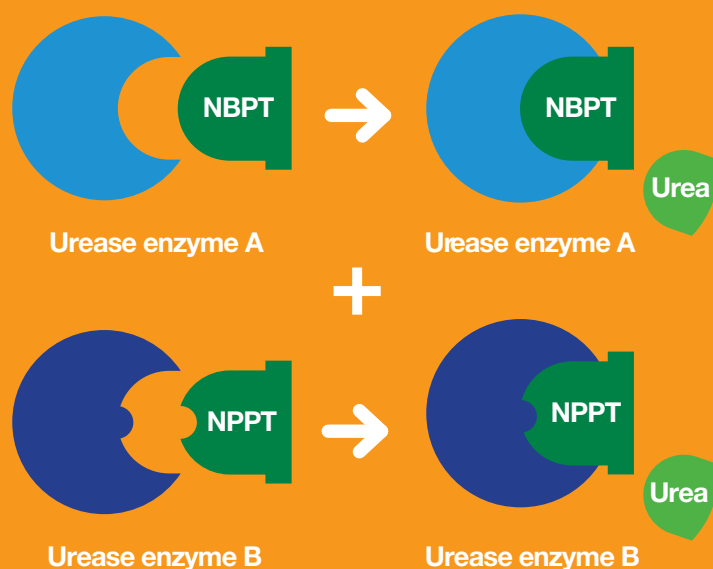 NBPT
NBPT
Urea
Urease enzyme A
Urease enzyme A
+
NPPT
NPPT
Urea
Urease enzyme B
Urease enzyme B